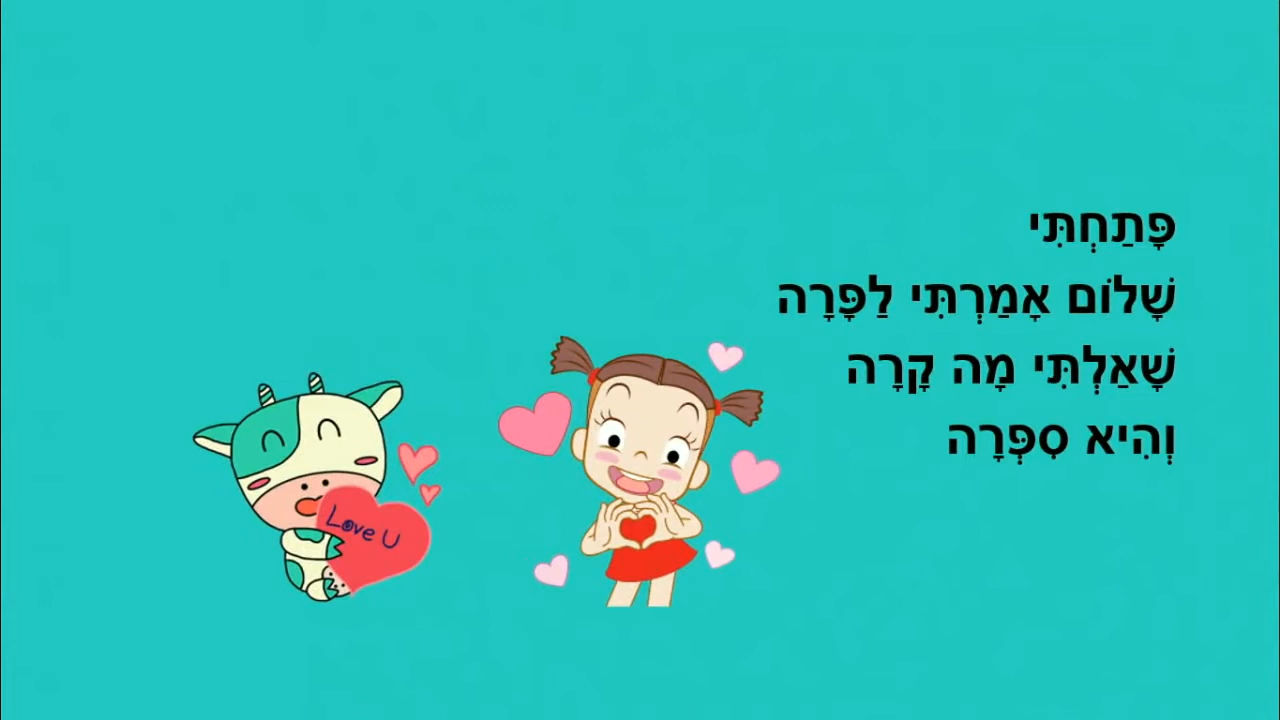 פָּתַחְתִּי
שָׁלוֹם אָמַרְתִּי לַפָּרָה
שָׁאַלְתִּי מָה קָרָה
וְהִיא סִפְּרָה
Love U